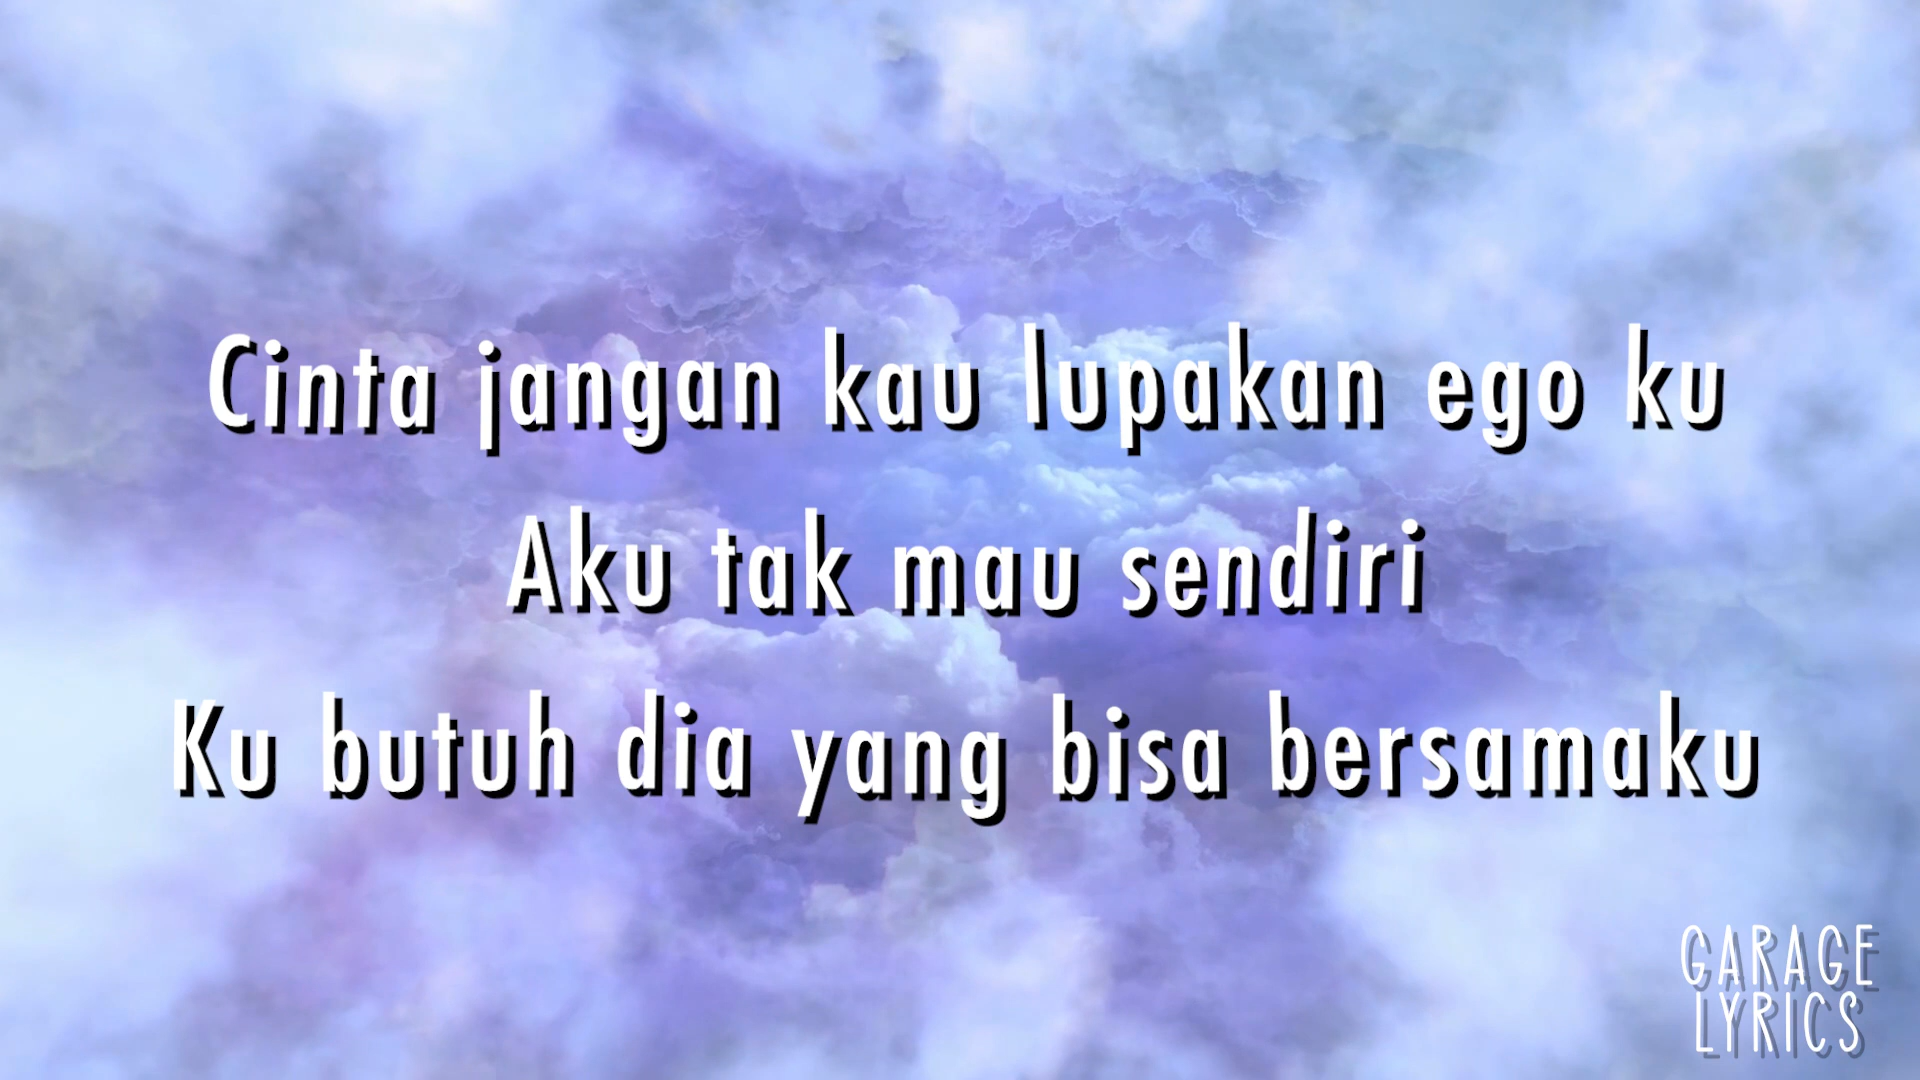 Cinta jangan kau lupakan ego ku
Aku tak mau sendiri
Ku butuh dia yang bisa bersamaku
GARAGE
LYRICS